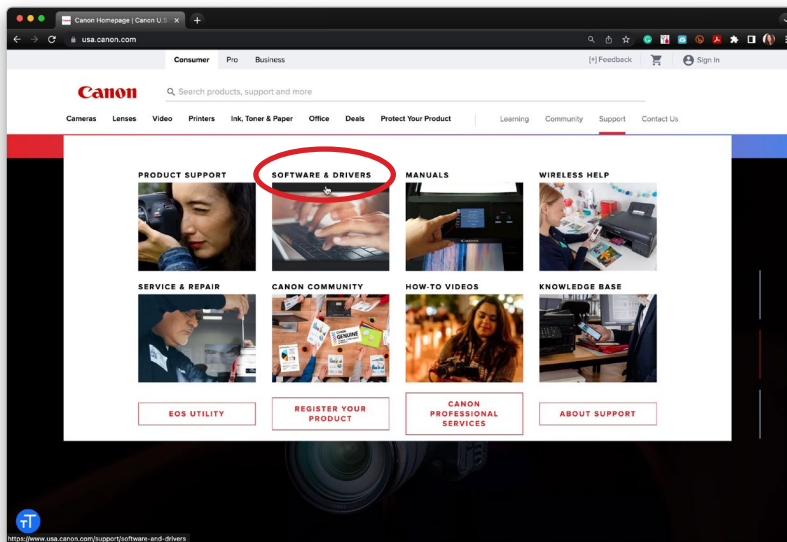 Canon Homepage | Canon U.S
usa.canon.com
Consumer Pro Business [+] Feedback Sign In
Canon Search products, support and more
Cameras Lenses Video Printers Ink, Toner & Paper Office Deals Protect Your Product Learning Community Support Contact Us
PRODUCT SUPPORT SOFTWARE & DRIVERS MANUALS WIRELESS HELP
SERVICE & REPAIR CANON COMMUNITY HOW-TO VIDEOS KNOWLEDGE BASE
GENUINE
EOS UTILITY
REGISTER YOUR
PRODUCT
CANON
PROFESSIONAL
SERVICES
ABOUT SUPPORT
TT
https://www.usa.canon.com/support/software-and-drivers